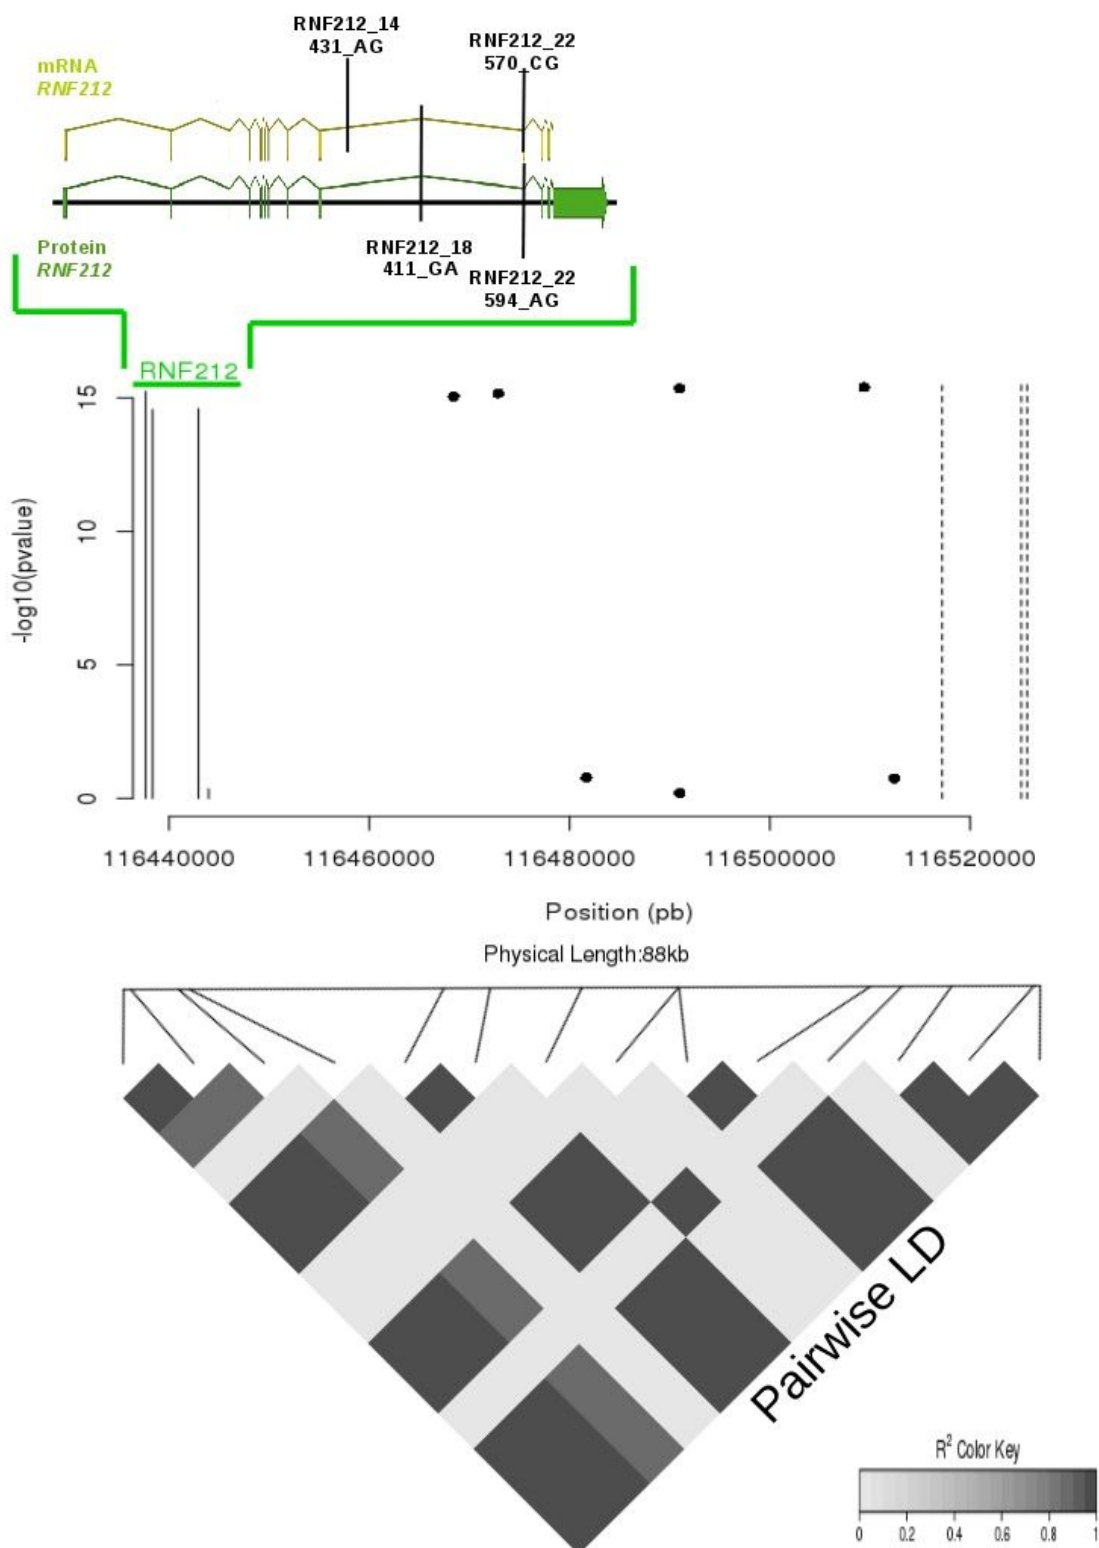 RNF212_14
431_AG
RNF212_22
570_CG
mRNA
RNF212
Protein
RNF212
RNF212_18
411_GA
RNF212_22
594_AG
RNF212
15
10
5
0
-log10(pvalue)
116440000 116460000 116480000 116500000 116520000
Position (pb)
Physical Length:88kb
Pairwise LD
R² Color Key
0 0.2 0.4 0.6 0.8 1